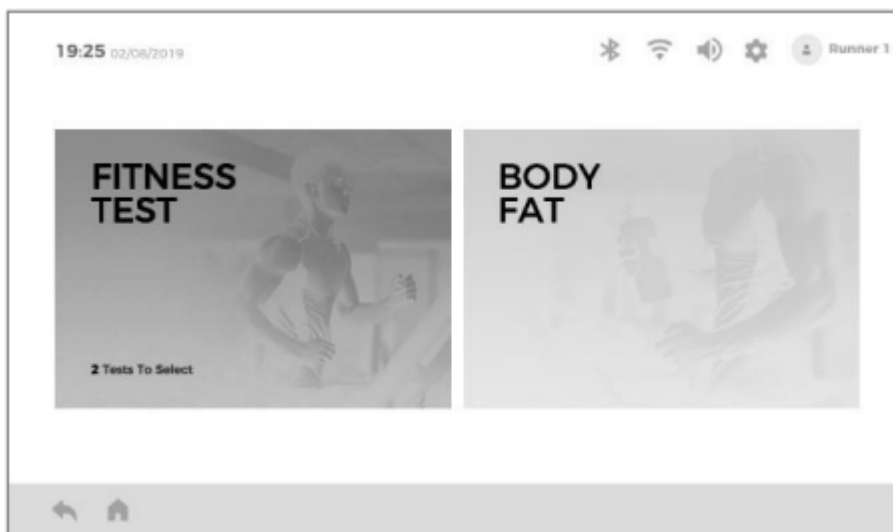 19:25 02/08/2019
Runner 1
FITNESS
TEST
2 Tests To Select
BODY
FAT